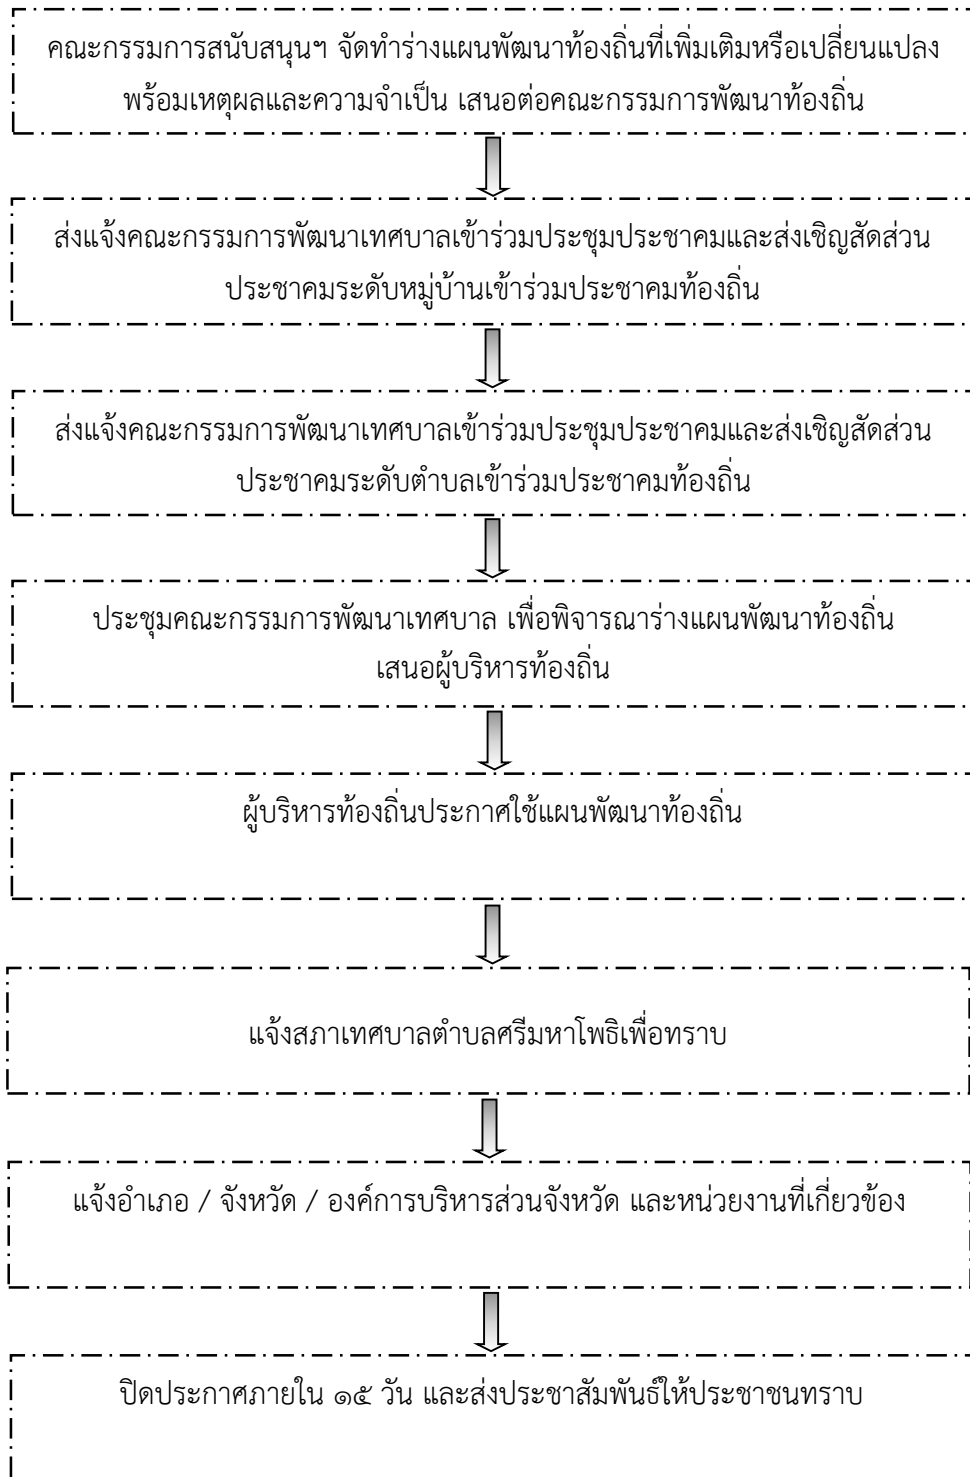 คณะกรรมการสนับสนุนฯ จัดทำร่างแผนพัฒนาท้องถิ่นที่เพิ่มเติมหรือเปลี่ยนแปลง
พร้อมเหตุผลและความจำเป็น เสนอต่อคณะกรรมการพัฒนาท้องถิ่น
ส่งแจ้งคณะกรรมการพัฒนาเทศบาลเข้าร่วมประชุมประชาคมและส่งเชิญสัดส่วน
ประชาคมระดับหมู่บ้านเข้าร่วมประชาคมท้องถิ่น
ส่งแจ้งคณะกรรมการพัฒนาเทศบาลเข้าร่วมประชุมประชาคมและส่งเชิญสัดส่วน
ประชาคมระดับตำบลเข้าร่วมประชาคมท้องถิ่น
ประชุมคณะกรรมการพัฒนาเทศบาล เพื่อพิจารณาร่างแผนพัฒนาท้องถิ่น
เสนอผู้บริหารท้องถิ่น
ผู้บริหารท้องถิ่นประกาศใช้แผนพัฒนาท้องถิ่น
แจ้งสภาเทศบาลตำบลศรีมหาโพธิเพื่อทราบ
แจ้งอำเภอ / จังหวัด / องค์การบริหารส่วนจังหวัด และหน่วยงานที่เกี่ยวข้อง
ปิดประกาศภายใน ๑๕ วัน และส่งประชาสัมพันธ์ให้ประชาชนทราบ